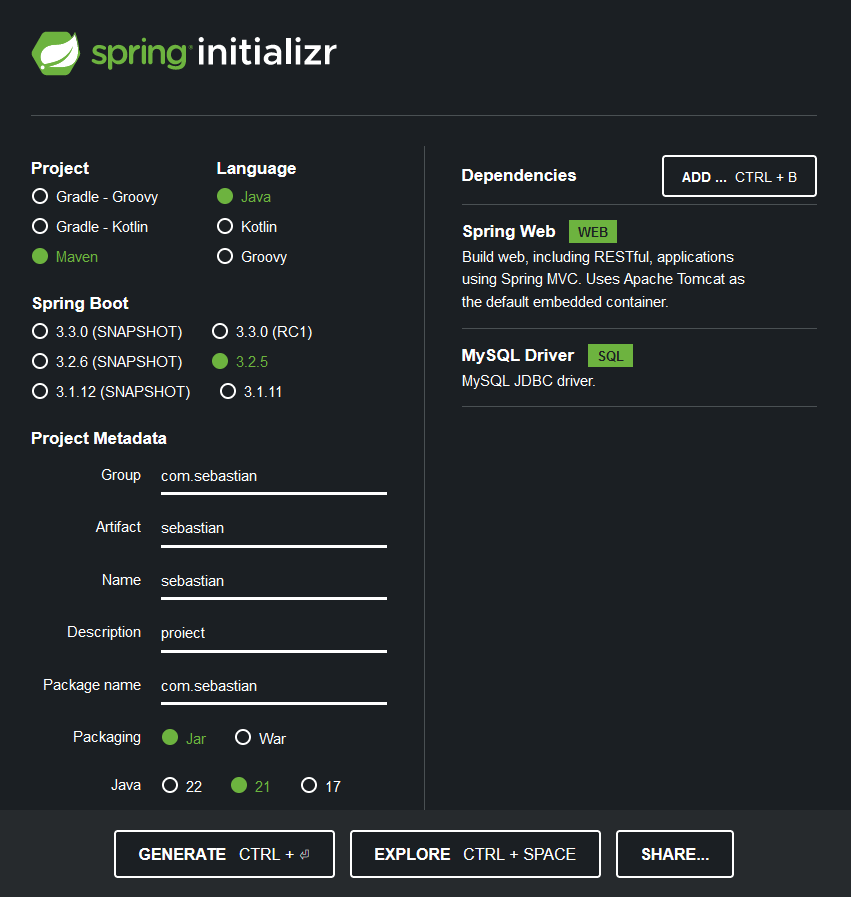 spring initializr
Project
Gradle - Groovy
Gradle - Kotlin
Maven
Language
Java
Kotlin
Groovy
Spring Boot
3.3.0 (SNAPSHOT) 3.3.0 (RC1)
3.2.6 (SNAPSHOT) 3.2.5
3.1.12 (SNAPSHOT) 3.1.11
Project Metadata
Group com.sebastian
Artifact sebastian
Name sebastian
Description proiect
Package name com.sebastian
Packaging Jar War
Java 22 21 17
Dependencies ADD ... CTRL + B
Spring Web WEB
Build web, including RESTful, applications
using Spring MVC. Uses Apache Tomcat as
the default embedded container.
MySQL Driver SQL
MySQL JDBC driver.
GENERATE CTRL + ⏎ EXPLORE CTRL + SPACE SHARE...